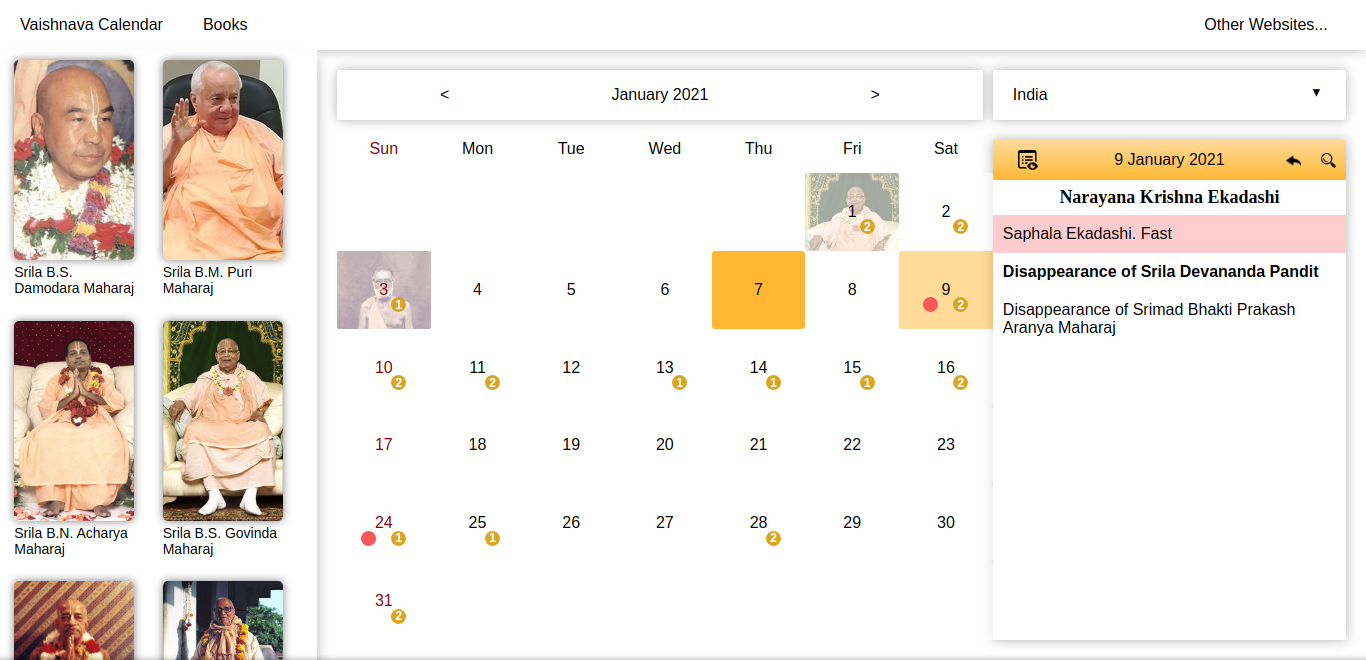 Vaishnava Calendar
Books
Other Websites...
Srila B.S.
Damodara Maharaj
Srila B.M. Puri
Maharaj
Srila B.N. Acharya
Maharaj
Srila B.S. Govinda
Maharaj
< January 2021 >
Sun Mon Tue Wed Thu Fri Sat
1 2
2 2
3 4 5 6 7 8 9
1 2
10 11 12 13 14 15 16
2 2 1 1 1 2
17 18 19 20 21 22 23
24 25 26 27 28 29 30
1 1 2
31
2
India ▼
9 January 2021
Narayana Krishna Ekadashi
Saphala Ekadashi. Fast
Disappearance of Srila Devananda Pandit
Disappearance of Srimad Bhakti Prakash
Aranya Maharaj